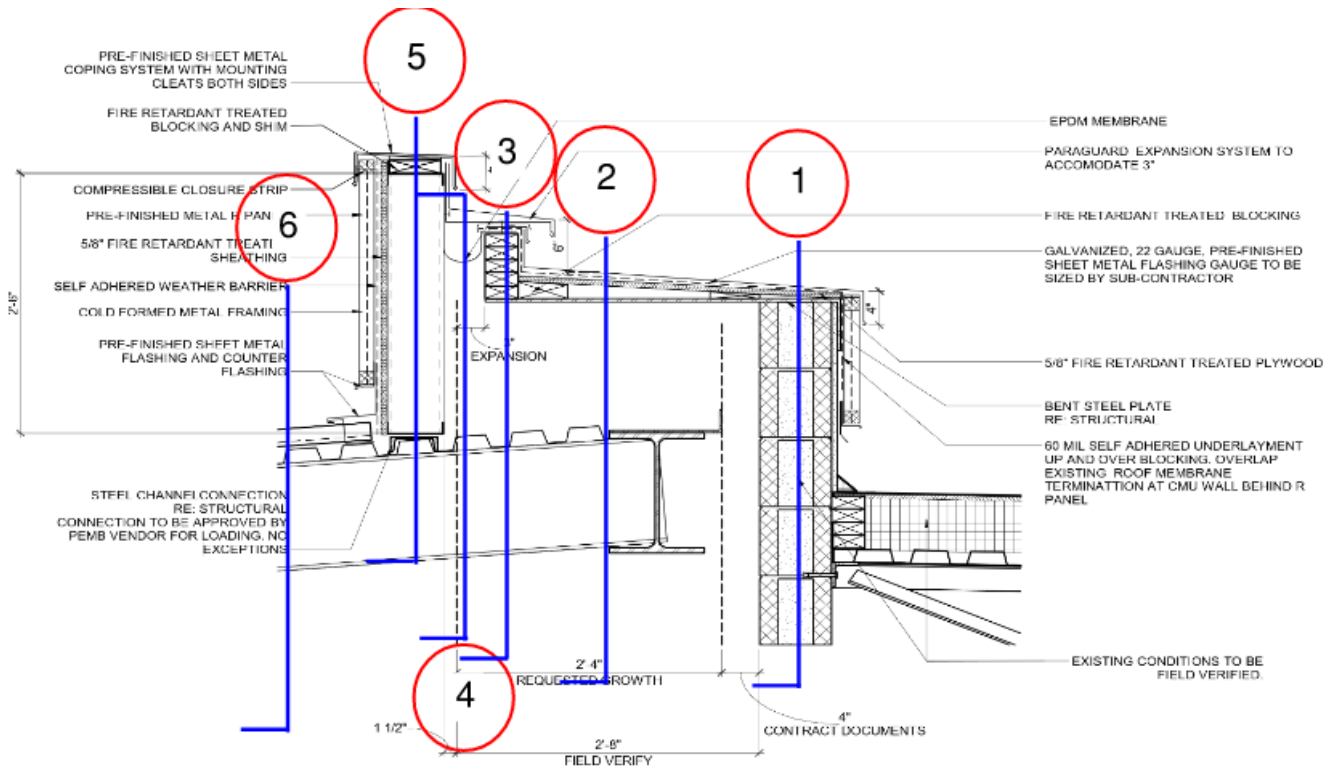 5
PRE-FINISHED SHEET METAL
COPING SYSTEM WITH MOUNTING
CLEATS BOTH SIDES
FIRE RETARDANT TREATED
BLOCKING AND SHIM
COMPRESSIBLE CLOSURE STRIP
PRE-FINISHED METAL R PAN
6
5/8" FIRE RETARDANT TREATI
SHEATHING
SELF ADHERED WEATHER BARRIER
COLD FORMED METAL FRAMING
PRE-FINISHED SHEET METAL
FLASHING AND COUNTER
FLASHING
STEEL CHANNEL CONNECTION
RE: STRUCTURAL
CONNECTION TO BE APPROVED BY
PEMB VENDOR FOR LOADING. NO
EXCEPTIONS
3
2
1
6"
4"
EXPANSION
EPDM MEMBRANE
PARAGUARD EXPANSION SYSTEM TO
ACCOMODATE 3"
FIRE RETARDANT TREATED BLOCKING
GALVANIZED, 22 GAUGE, PRE-FINISHED
SHEET METAL FLASHING GAUGE TO BE
SIZED BY SUB-CONTRACTOR
5/8" FIRE RETARDANT TREATED PLYWOOD
BENT STEEL PLATE
RE: STRUCTURAL
60 MIL SELF ADHERED UNDERLAYMENT
UP AND OVER BLOCKING. OVERLAP
EXISTING ROOF MEMBRANE
TERMINATTION AT CMU WALL BEHIND R
PANEL
EXISTING CONDITIONS TO BE
FIELD VERIFIED.
4
2' 4"
REQUESTED GROWTH
4"
CONTRACT DOCUMENTS
1 1/2"
2'-8"
FIELD VERIFY